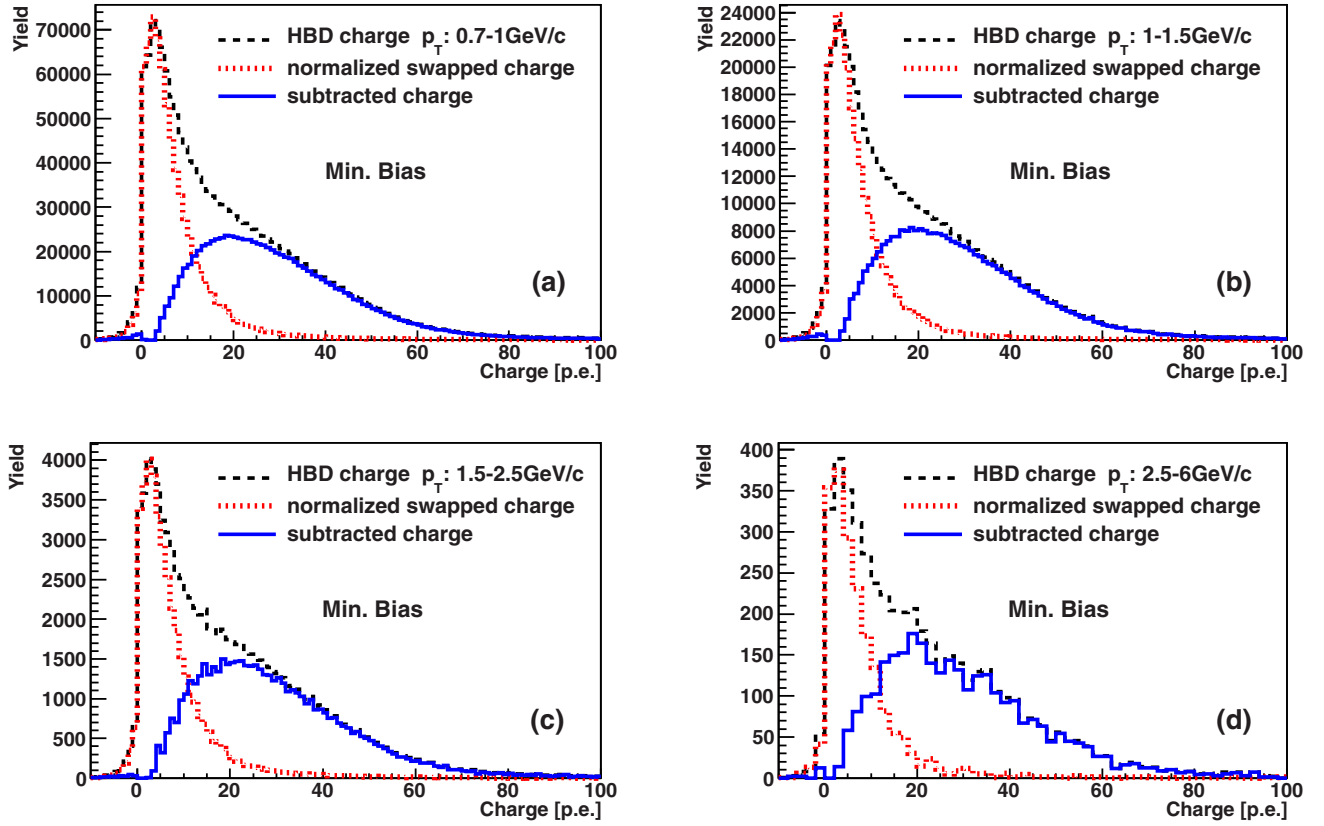 Yield
70000
60000
50000
40000
30000
20000
10000
0
HBD charge p_T: 0.7-1GeV/c
normalized swapped charge
subtracted charge
Min. Bias
(a)
0 20 40 60 80 100
Charge [p.e.]
Yield
24000
22000
20000
18000
16000
14000
12000
10000
8000
6000
4000
2000
0
HBD charge p_T: 1-1.5GeV/c
normalized swapped charge
subtracted charge
Min. Bias
(b)
0 20 40 60 80 100
Charge [p.e.]
Yield
4000
3500
3000
2500
2000
1500
1000
500
0
HBD charge p_T: 1.5-2.5GeV/c
normalized swapped charge
subtracted charge
Min. Bias
(c)
0 20 40 60 80 100
Charge [p.e.]
Yield
400
350
300
250
200
150
100
50
0
HBD charge p_T: 2.5-6GeV/c
normalized swapped charge
subtracted charge
Min. Bias
(d)
0 20 40 60 80 100
Charge [p.e.]